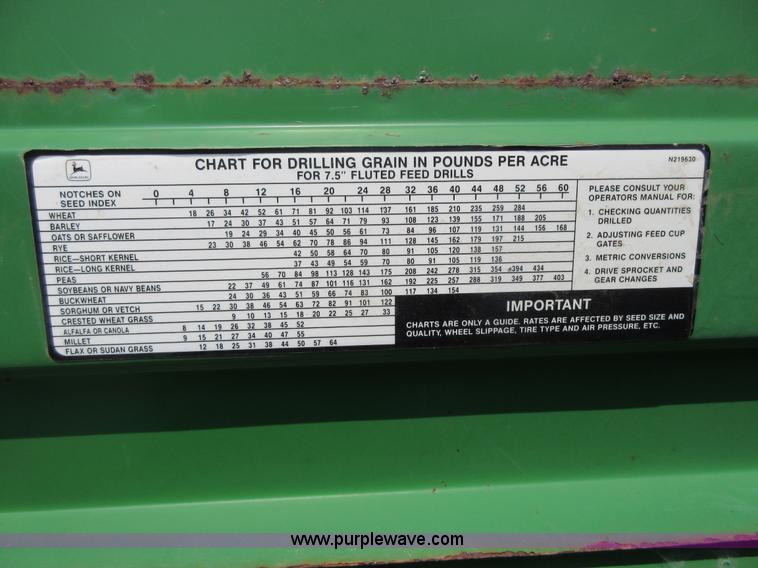 CHART FOR DRILLING GRAIN IN POUNDS PER ACRE
FOR 7.5" FLUTED FEED DRILLS
N219630
NOTCHES ON SEED INDEX 0 4 8 12 16 20 24 28 32 36 40 44 48 52 56 60
WHEAT 18 26 34 42 52 61 71 81 92 103 114 137 161 185 210 235 259 284
BARLEY 17 24 30 37 43 51 57 64 71 79 93 108 123 139 155 171 188 205
OATS OR SAFFLOWER 19 24 29 34 40 45 50 56 61 73 84 96 107 119 131 144 156 168
RYE 23 30 38 46 54 62 70 78 86 94 111 128 145 162 179 197 215
RICE—SHORT KERNEL 42 50 58 64 70 80 91 105 120 138 157
RICE—LONG KERNEL 37 43 49 54 59 70 80 91 105 119 136
PEAS 56 70 84 98 113 128 143 175 208 242 278 315 354 394 434
SOYBEANS OR NAVY BEANS 22 37 49 61 74 87 101 116 131 162 192 225 257 288 319 349 377 403
BUCKWHEAT 24 30 36 43 51 59 66 74 83 100 117 134 154
SORGHUM OR VETCH 15 22 30 38 46 54 63 72 82 91 101 122
CRESTED WHEAT GRASS 9 10 13 15 18 20 22 25 27 33
ALFALFA OR CANOLA 8 14 19 26 32 38 45 52
MILLET 9 15 21 27 34 40 47 55
FLAX OR SUDAN GRASS 12 18 25 31 38 44 50 57 64
PLEASE CONSULT YOUR
OPERATORS MANUAL FOR:
1. CHECKING QUANTITIES
DRILLED
2. ADJUSTING FEED CUP
GATES
3. METRIC CONVERSIONS
4. DRIVE SPROCKET AND
GEAR CHANGES
IMPORTANT
CHARTS ARE ONLY A GUIDE. RATES ARE AFFECTED BY SEED SIZE AND
QUALITY, WHEEL SLIPPAGE, TIRE TYPE AND AIR PRESSURE, ETC.
www.purplewave.com